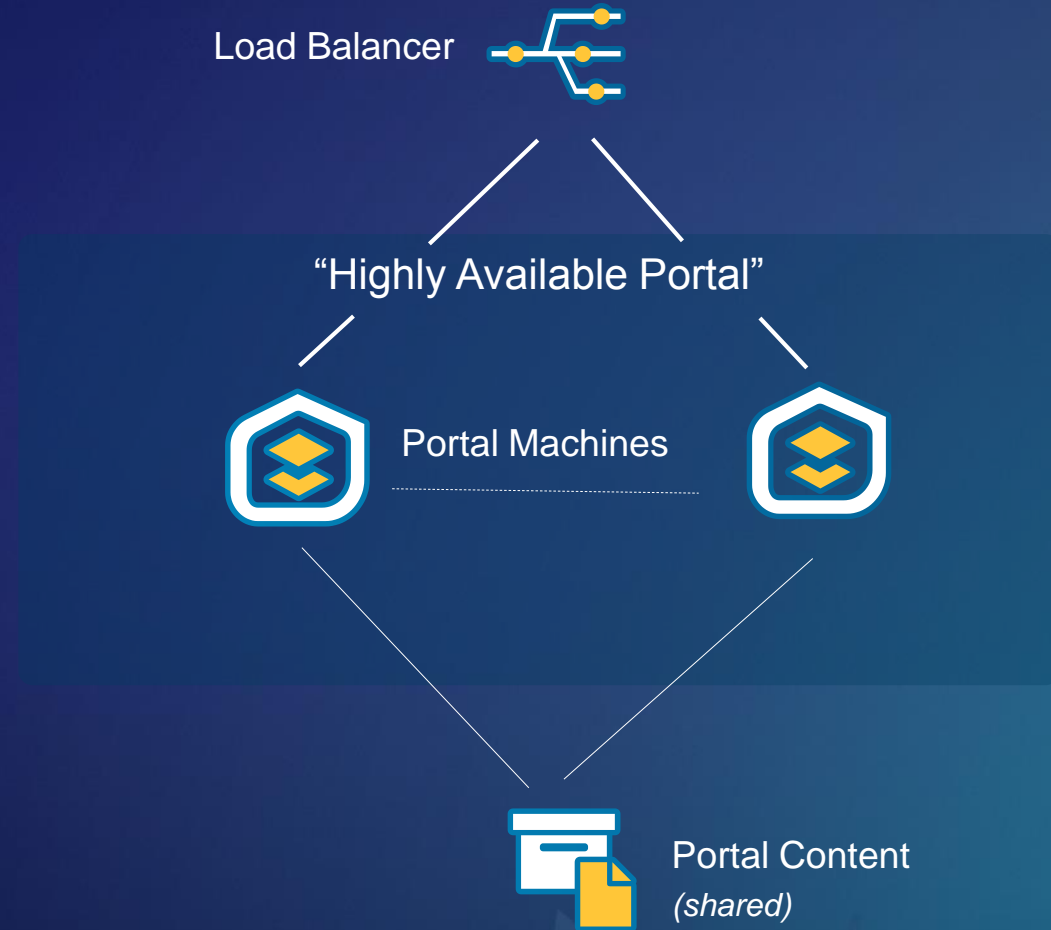 Load Balancer
“Highly Available Portal”
Portal Machines
Portal Content
(shared)